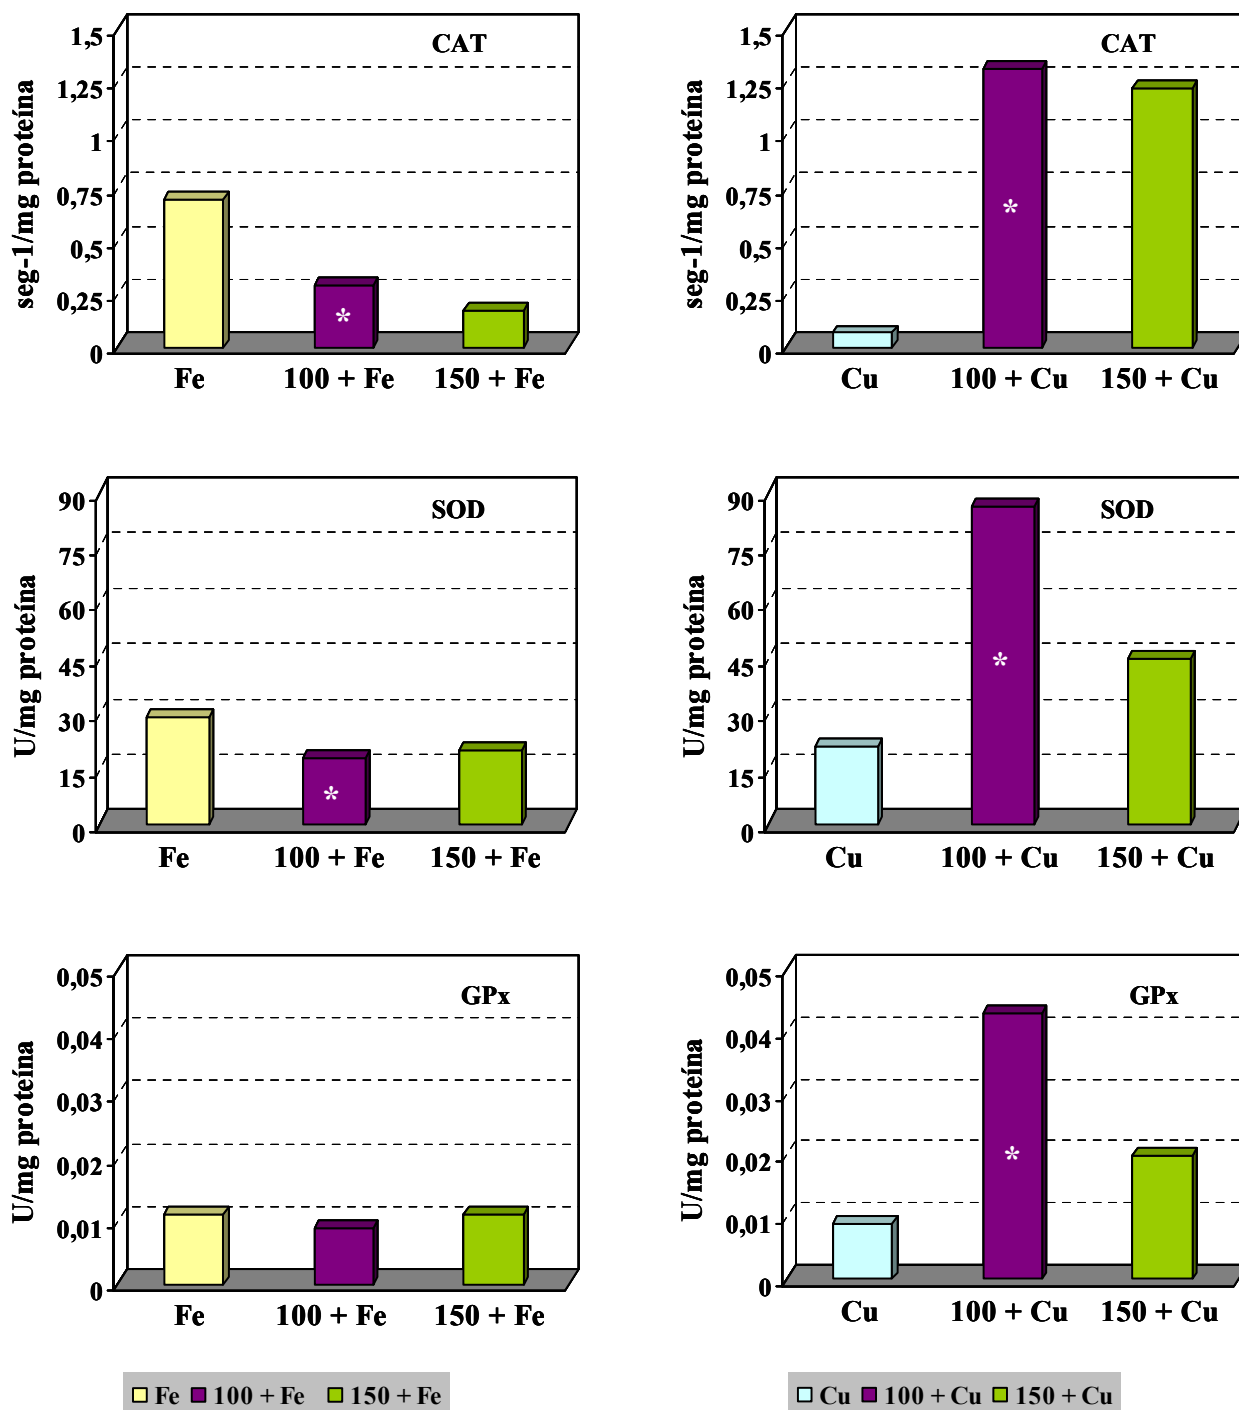 CAT
seg-1/mg proteína
1,5
1,25
1
0,75
0,5
0,25
0
Fe
100 + Fe
150 + Fe
CAT
seg-1/mg proteína
1,5
1,25
1
0,75
0,5
0,25
0
Cu
100 + Cu
150 + Cu
*
*
SOD
U/mg proteína
90
75
60
45
30
15
0
Fe
100 + Fe
150 + Fe
*
SOD
U/mg proteína
90
75
60
45
30
15
0
Cu
100 + Cu
150 + Cu
*
GPx
U/mg proteína
0,05
0,04
0,03
0,02
0,01
0
Fe
100 + Fe
150 + Fe
GPx
U/mg proteína
0,05
0,04
0,03
0,02
0,01
0
Cu
100 + Cu
150 + Cu
*
Fe 100 + Fe 150 + Fe
Cu 100 + Cu 150 + Cu